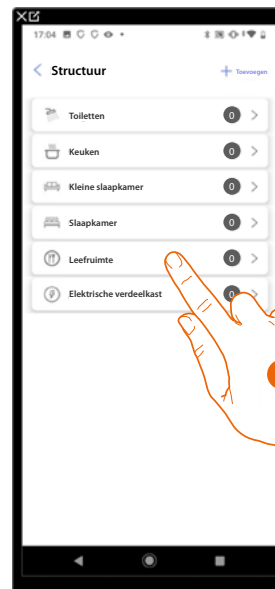 17:04
Structuur
Toevoegen
Toiletten 0
Keuken 0
Kleine slaapkamer 0
Slaapkamer 0
Leefruimte 0
Elektrische verdeelkast 0